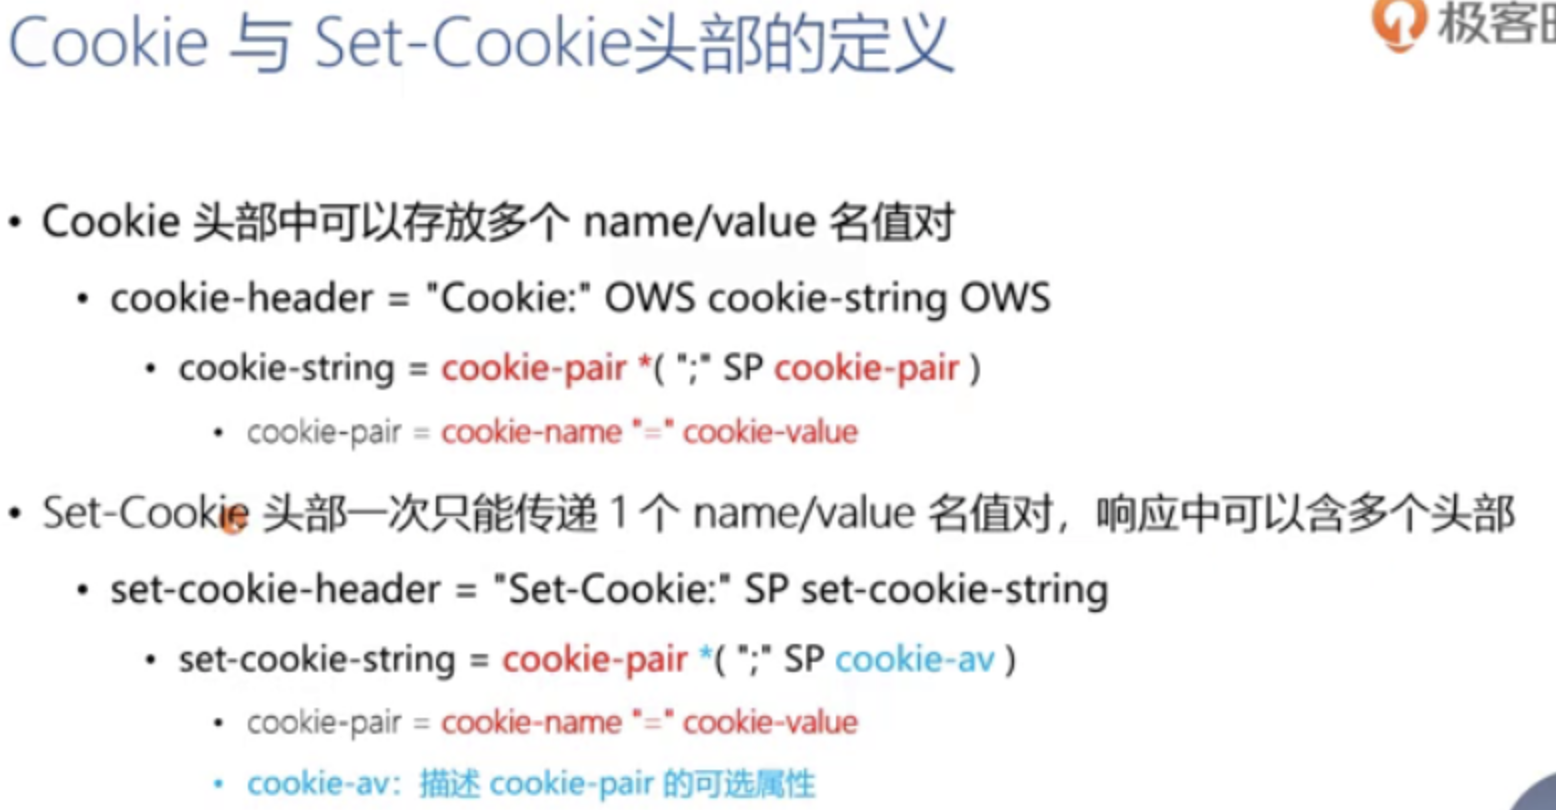 Cookie 与 Set-Cookie头部的定义
极客
• Cookie 头部中可以存放多个 name/value 名值对
• cookie-header = "Cookie:" OWS cookie-string OWS
• cookie-string = cookie-pair *( ";" SP cookie-pair )
• cookie-pair = cookie-name "=" cookie-value
• Set-Cookie 头部一次只能传递 1 个 name/value 名值对，响应中可以含多个头部
• set-cookie-header = "Set-Cookie:" SP set-cookie-string
• set-cookie-string = cookie-pair *( ";" SP cookie-av )
• cookie-pair = cookie-name "=" cookie-value
• cookie-av：描述 cookie-pair 的可选属性